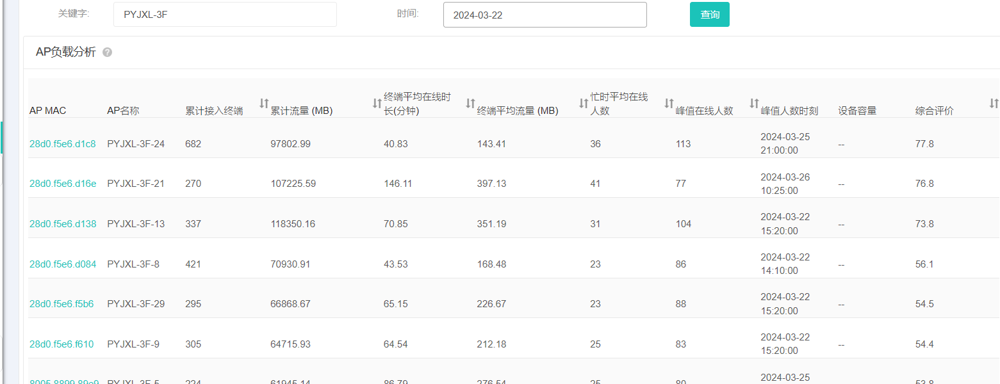 关键字: PYJXL-3F 时间: 2024-03-22 查询
AP负载分析 ?
AP MAC AP名称 累计接入终端 累计流量 (MB) 终端平均在线时长(分钟) 终端平均流量 (MB) 忙时平均在线人数 峰值在线人数 峰值人数时刻 设备容量 综合评价
28d0.f5e6.d1c8 PYJXL-3F-24 682 97802.99 40.83 143.41 36 113 2024-03-25 21:00:00 -- 77.8
28d0.f5e6.d16e PYJXL-3F-21 270 107225.59 146.11 397.13 41 77 2024-03-26 10:25:00 -- 76.8
28d0.f5e6.d138 PYJXL-3F-13 337 118350.16 70.85 351.19 31 104 2024-03-22 15:20:00 -- 73.8
28d0.f5e6.d084 PYJXL-3F-8 421 70930.91 43.53 168.48 23 86 2024-03-22 14:10:00 -- 56.1
28d0.f5e6.f5b6 PYJXL-3F-29 295 66868.67 65.15 226.67 23 88 2024-03-22 15:20:00 -- 54.5
28d0.f5e6.f610 PYJXL-3F-9 305 64715.93 64.54 212.18 25 83 2024-03-22 15:20:00 -- 54.4
PYJXL-3F-5 224 61945.14 86.79 276.54 25 80 2024-03-25 53.8